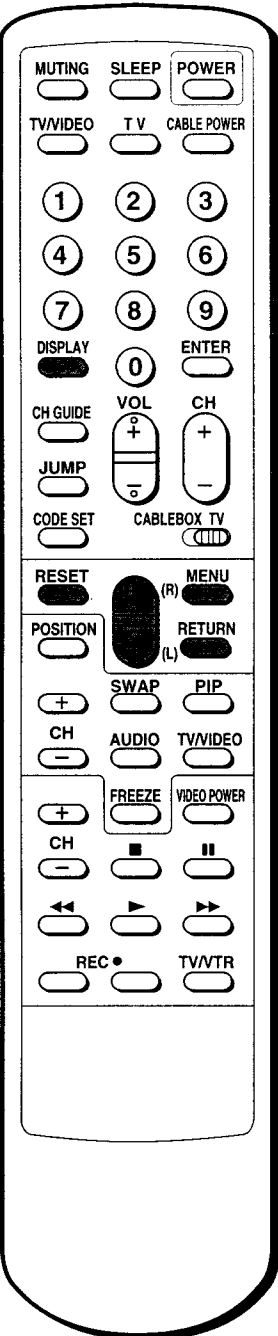 MUTING SLEEP POWER
TV/VIDEO T V CABLE POWER
1 2 3
4 5 6
7 8 9
DISPLAY 0 ENTER
CH GUIDE VOL CH
+ +
JUMP
– –
CODE SET CABLEBOX TV
RESET (R) MENU
POSITION (L) RETURN
+ SWAP PIP
CH AUDIO TV/VIDEO
–
+ FREEZE VIDEO POWER
CH ■ ▮▮
–
◀◀ ▶ ▶▶
REC ● TV/VTR